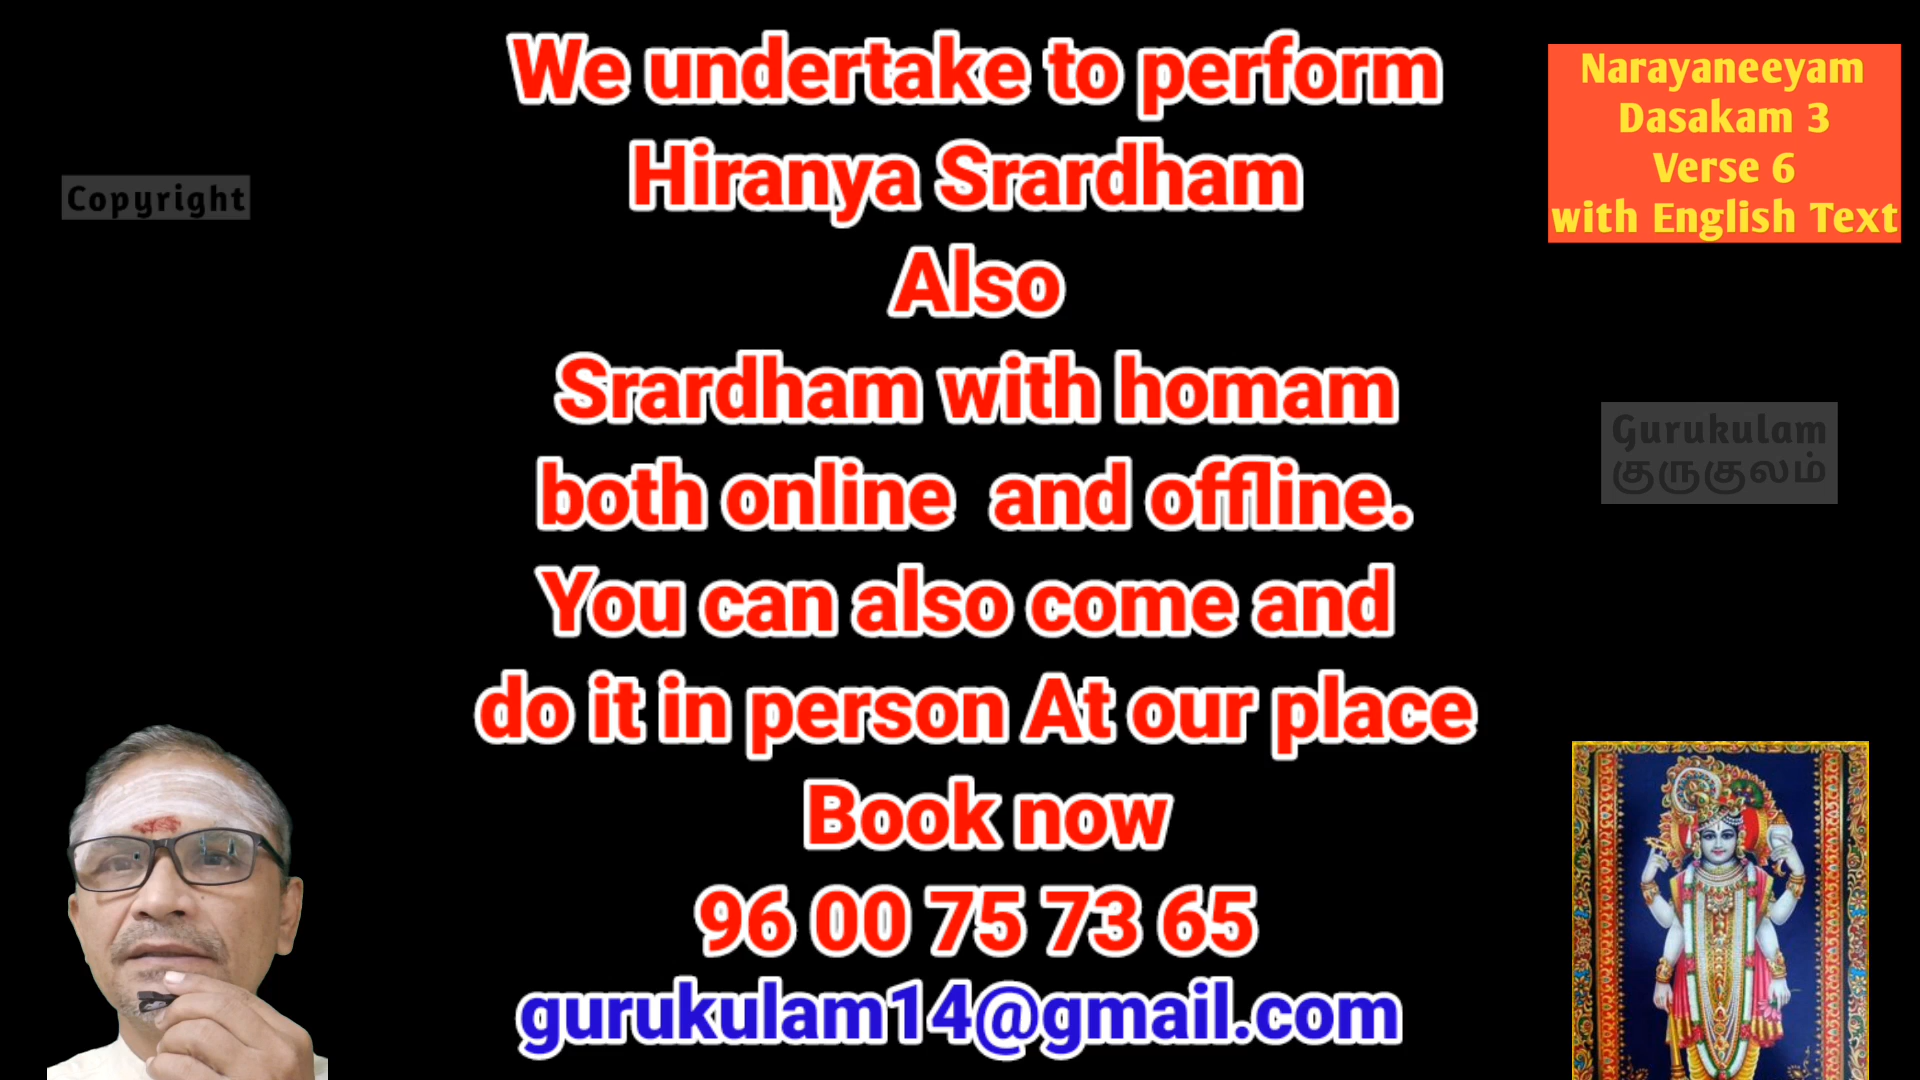 We undertake to perform
Hiranya Srardham
Also
Srardham with homam
both online and offline.
You can also come and
do it in person At our place
Book now
96 00 75 73 65
gurukulam14@gmail.com
Copyright
Narayaneeyam
Dasakam 3
Verse 6
with English Text
Gurukulam
குருகுலம்